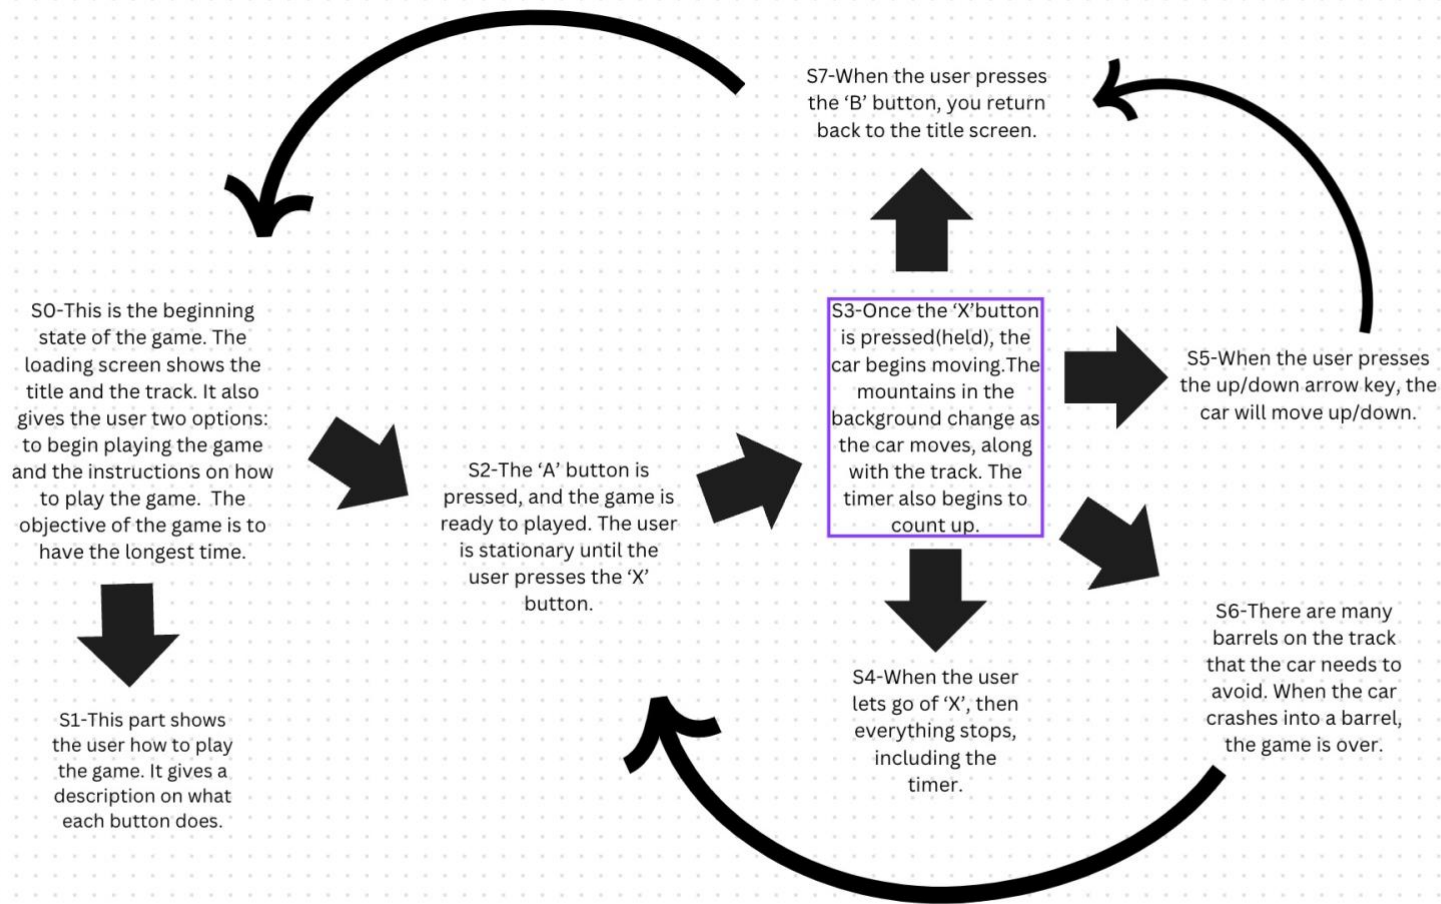 S7-When the user presses
the ‘B’ button, you return
back to the title screen.
S0-This is the beginning
state of the game. The
loading screen shows the
title and the track. It also
gives the user two options:
to begin playing the game
and the instructions on how
to play the game.  The
objective of the game is to
have the longest time.
S1-This part shows
the user how to play
the game. It gives a
description on what
each button does.
S2-The ‘A’ button is
pressed, and the game is
ready to played. The user
is stationary until the
user presses the ‘X’
button.
S3-Once the ‘X’button
is pressed(held), the
car begins moving.The
mountains in the
background change as
the car moves, along
with the track. The
timer also begins to
count up.
S5-When the user presses
the up/down arrow key, the
car will move up/down.
S4-When the user
lets go of ‘X’, then
everything stops,
including the
timer.
S6-There are many
barrels on the track
that the car needs to
avoid. When the car
crashes into a barrel,
the game is over.